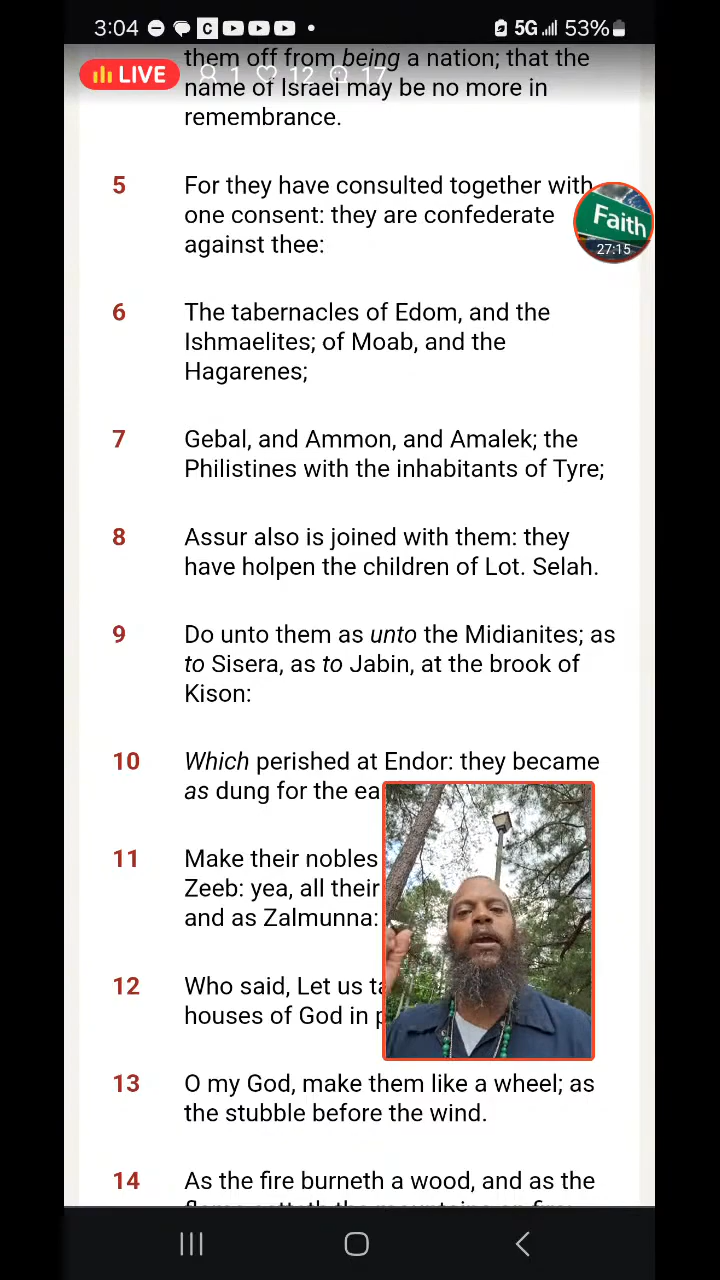 3:04
C
5G
53%
them off from being a nation; that the
LIVE
1
12
17
name of Israel may be no more in
remembrance.
5 For they have consulted together with
one consent: they are confederate
against thee:
Faith
27:15
6 The tabernacles of Edom, and the
Ishmaelites; of Moab, and the
Hagarenes;
7 Gebal, and Ammon, and Amalek; the
Philistines with the inhabitants of Tyre;
8 Assur also is joined with them: they
have holpen the children of Lot. Selah.
9 Do unto them as unto the Midianites; as
to Sisera, as to Jabin, at the brook of
Kison:
10 Which perished at Endor: they became
as dung for the
11 Make their nobles
Zeeb: yea, all their
and as Zalmunna:
12 Who said, Let us
houses of God in
13 O my God, make them like a wheel; as
the stubble before the wind.
14 As the fire burneth a wood, and as the